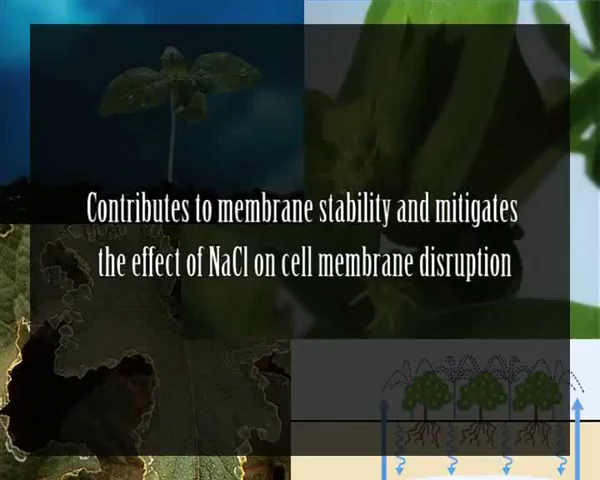 Contributes to membrane stability and mitigates
the effect of NaCl on cell membrane disruption